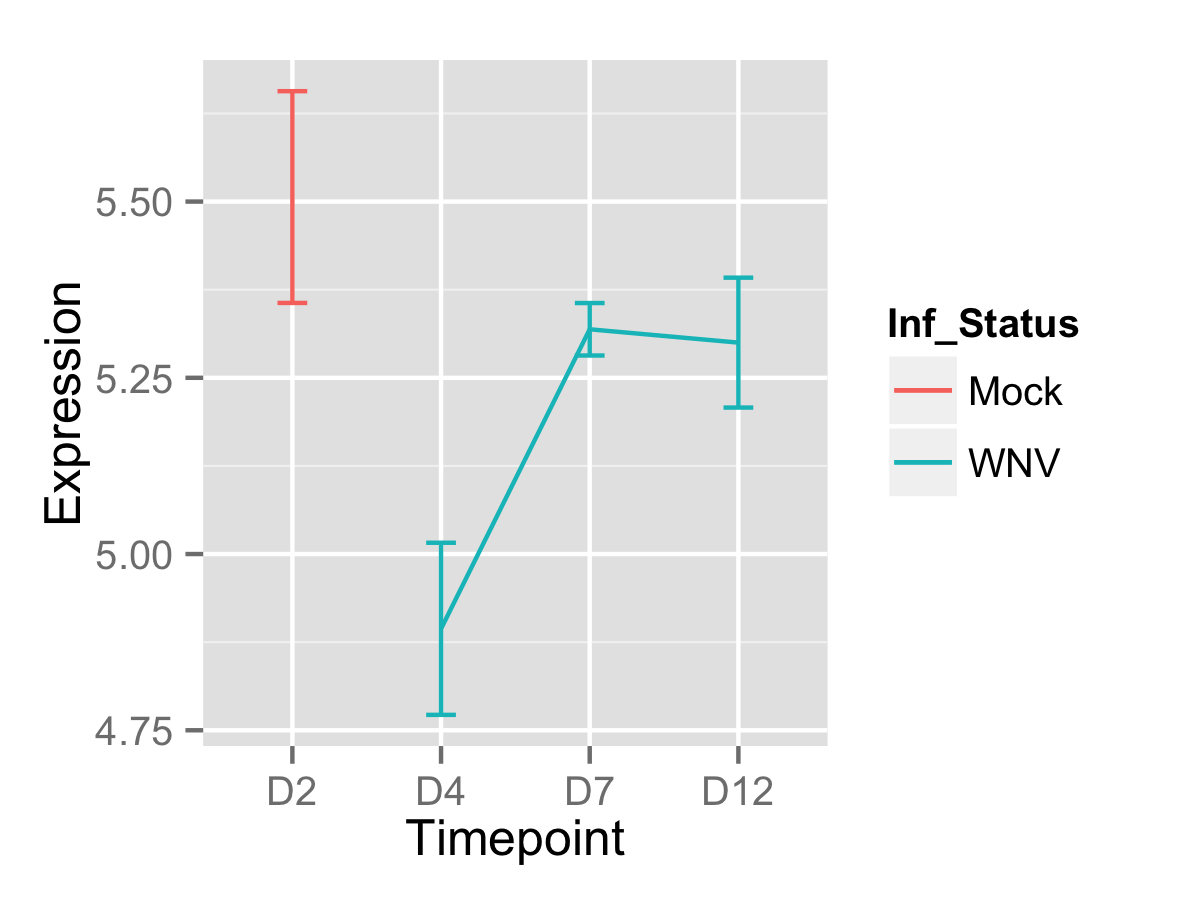 Expression
5.50
5.25
5.00
4.75
D2 D4 D7 D12
Timepoint
Inf_Status
Mock
WNV